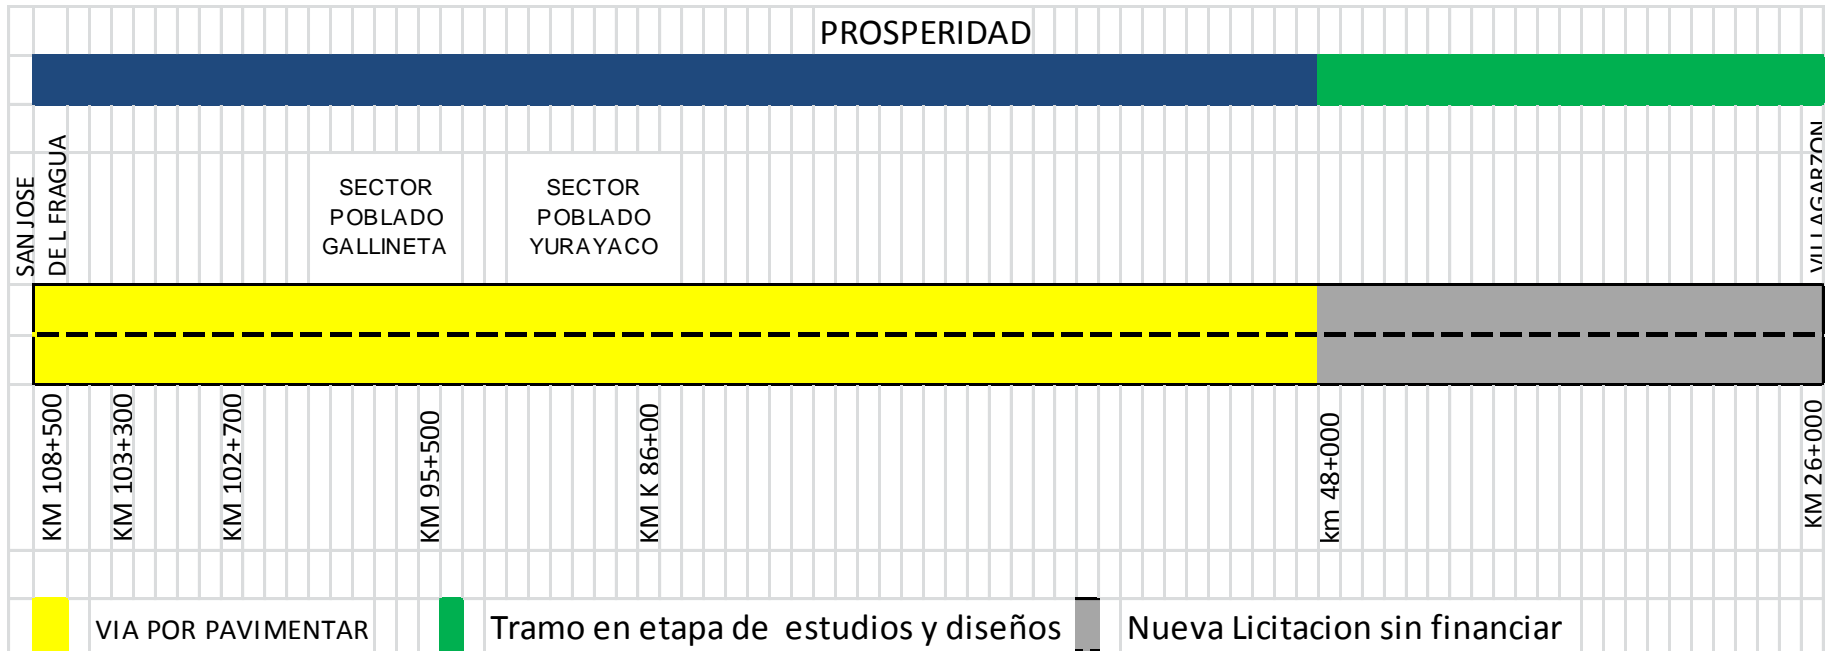 PROSPERIDAD
SAN JOSE
DE L FRAGUA
SECTOR
POBLADO
GALLINETA
SECTOR
POBLADO
YURAYACO
VILLAGARZON
KM 108+500
KM 103+300
KM 102+700
KM 95+500
KM K 86+00
km 48+000
KM 26+000
VIA POR PAVIMENTAR
Tramo en etapa de estudios y diseños
Nueva Licitacion sin financiar